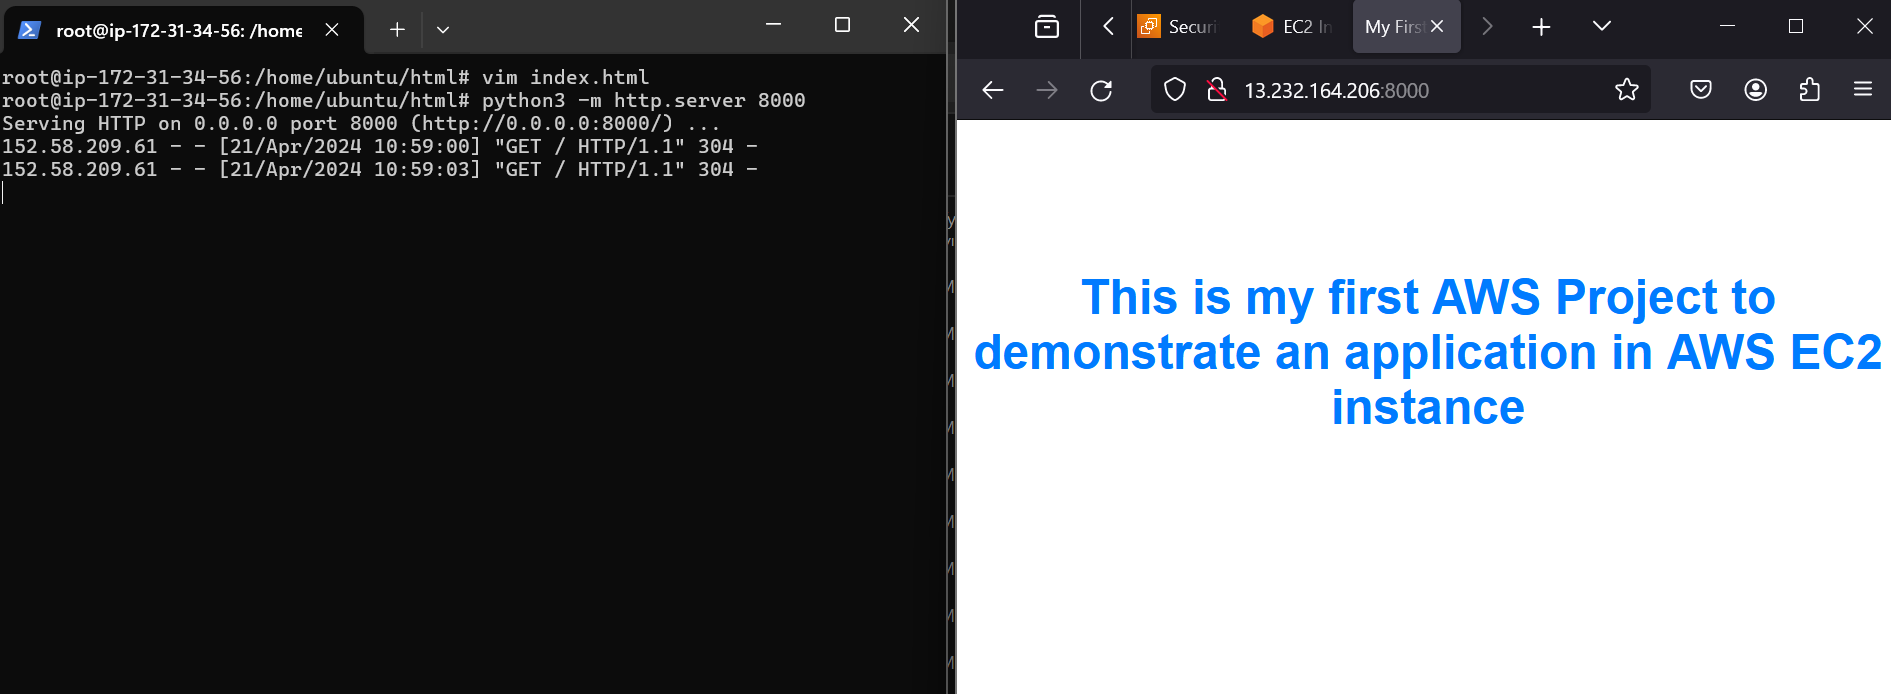 root@ip-172-31-34-56: /home
root@ip-172-31-34-56:/home/ubuntu/html# vim index.html
root@ip-172-31-34-56:/home/ubuntu/html# python3 -m http.server 8000
Serving HTTP on 0.0.0.0 port 8000 (http://0.0.0.0:8000/) ...
152.58.209.61 - - [21/Apr/2024 10:59:00] "GET / HTTP/1.1" 304 -
152.58.209.61 - - [21/Apr/2024 10:59:03] "GET / HTTP/1.1" 304 -
Securi
EC2 In
My First
13.232.164.206:8000
This is my first AWS Project to
demonstrate an application in AWS EC2
instance